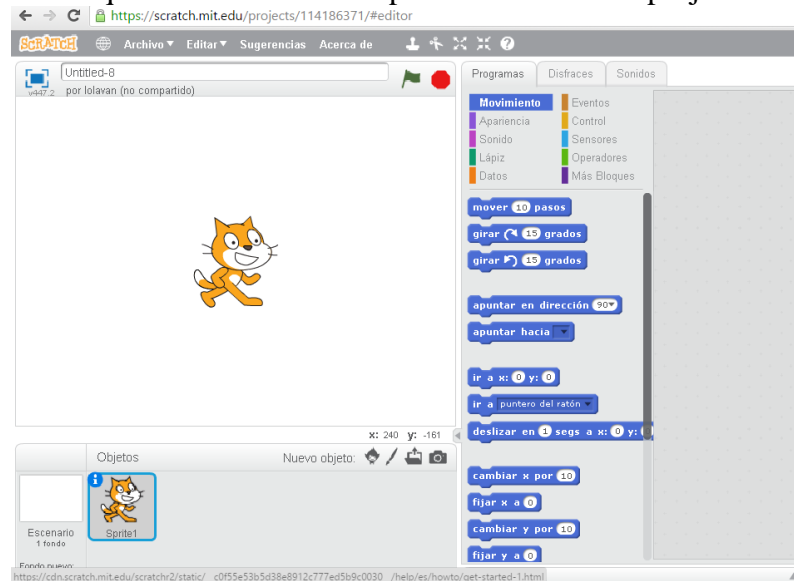 https://scratch.mit.edu/projects/114186371/#editor
SCRATCH Archivo Editar Sugerencias Acerca de
Untitled-8
v447.2 por lolavan (no compartido)
Programas Disfraces Sonidos
Movimiento Eventos
Apariencia Control
Sonido Sensores
Lápiz Operadores
Datos Más Bloques
mover 10 pasos
girar 15 grados
girar 15 grados
apuntar en dirección 90
apuntar hacia
ir a x: 0 y: 0
ir a puntero del ratón
deslizar en 1 segs a x: 0 y:
cambiar x por 10
fijar x a 0
cambiar y por 10
fijar y a 0
x: 240 y: -161
Objetos Nuevo objeto:
Escenario
1 fondo
Sprite1
Fondo nuevo:
https://cdn.scratch.mit.edu/scratchr2/static/__c0f55e53b5d38e8912c777ed5b9c0030__/help/es/howto/get-started-1.html